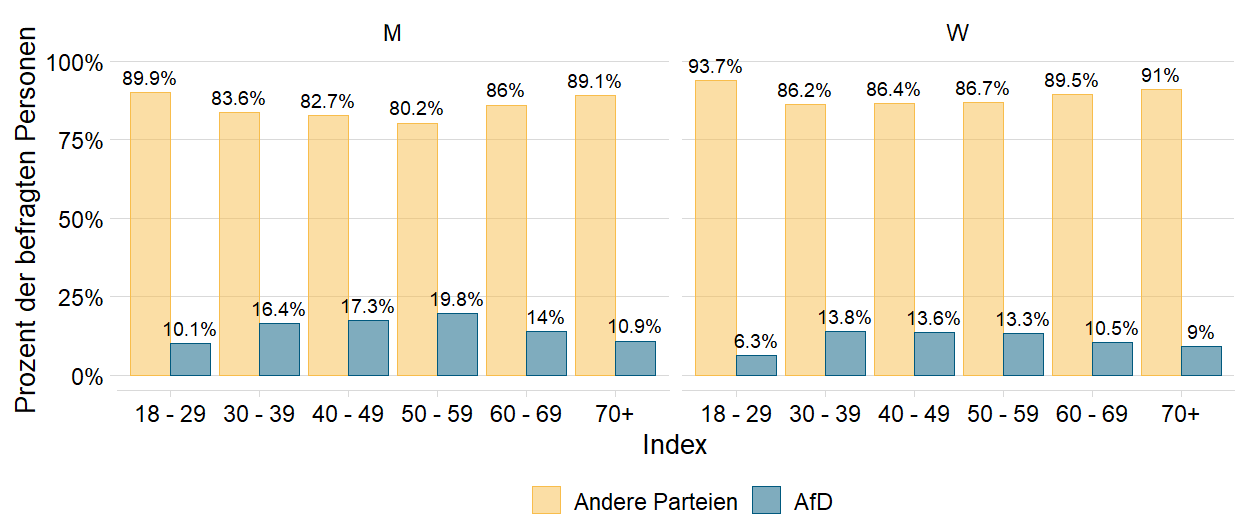 M
W
Prozent der befragten Personen
100%
75%
50%
25%
0%
89.9%
83.6%
82.7%
80.2%
86%
89.1%
10.1%
16.4%
17.3%
19.8%
14%
10.9%
93.7%
86.2%
86.4%
86.7%
89.5%
91%
6.3%
13.8%
13.6%
13.3%
10.5%
9%
18 - 29
30 - 39
40 - 49
50 - 59
60 - 69
70+
18 - 29
30 - 39
40 - 49
50 - 59
60 - 69
70+
Index
Andere Parteien
AfD